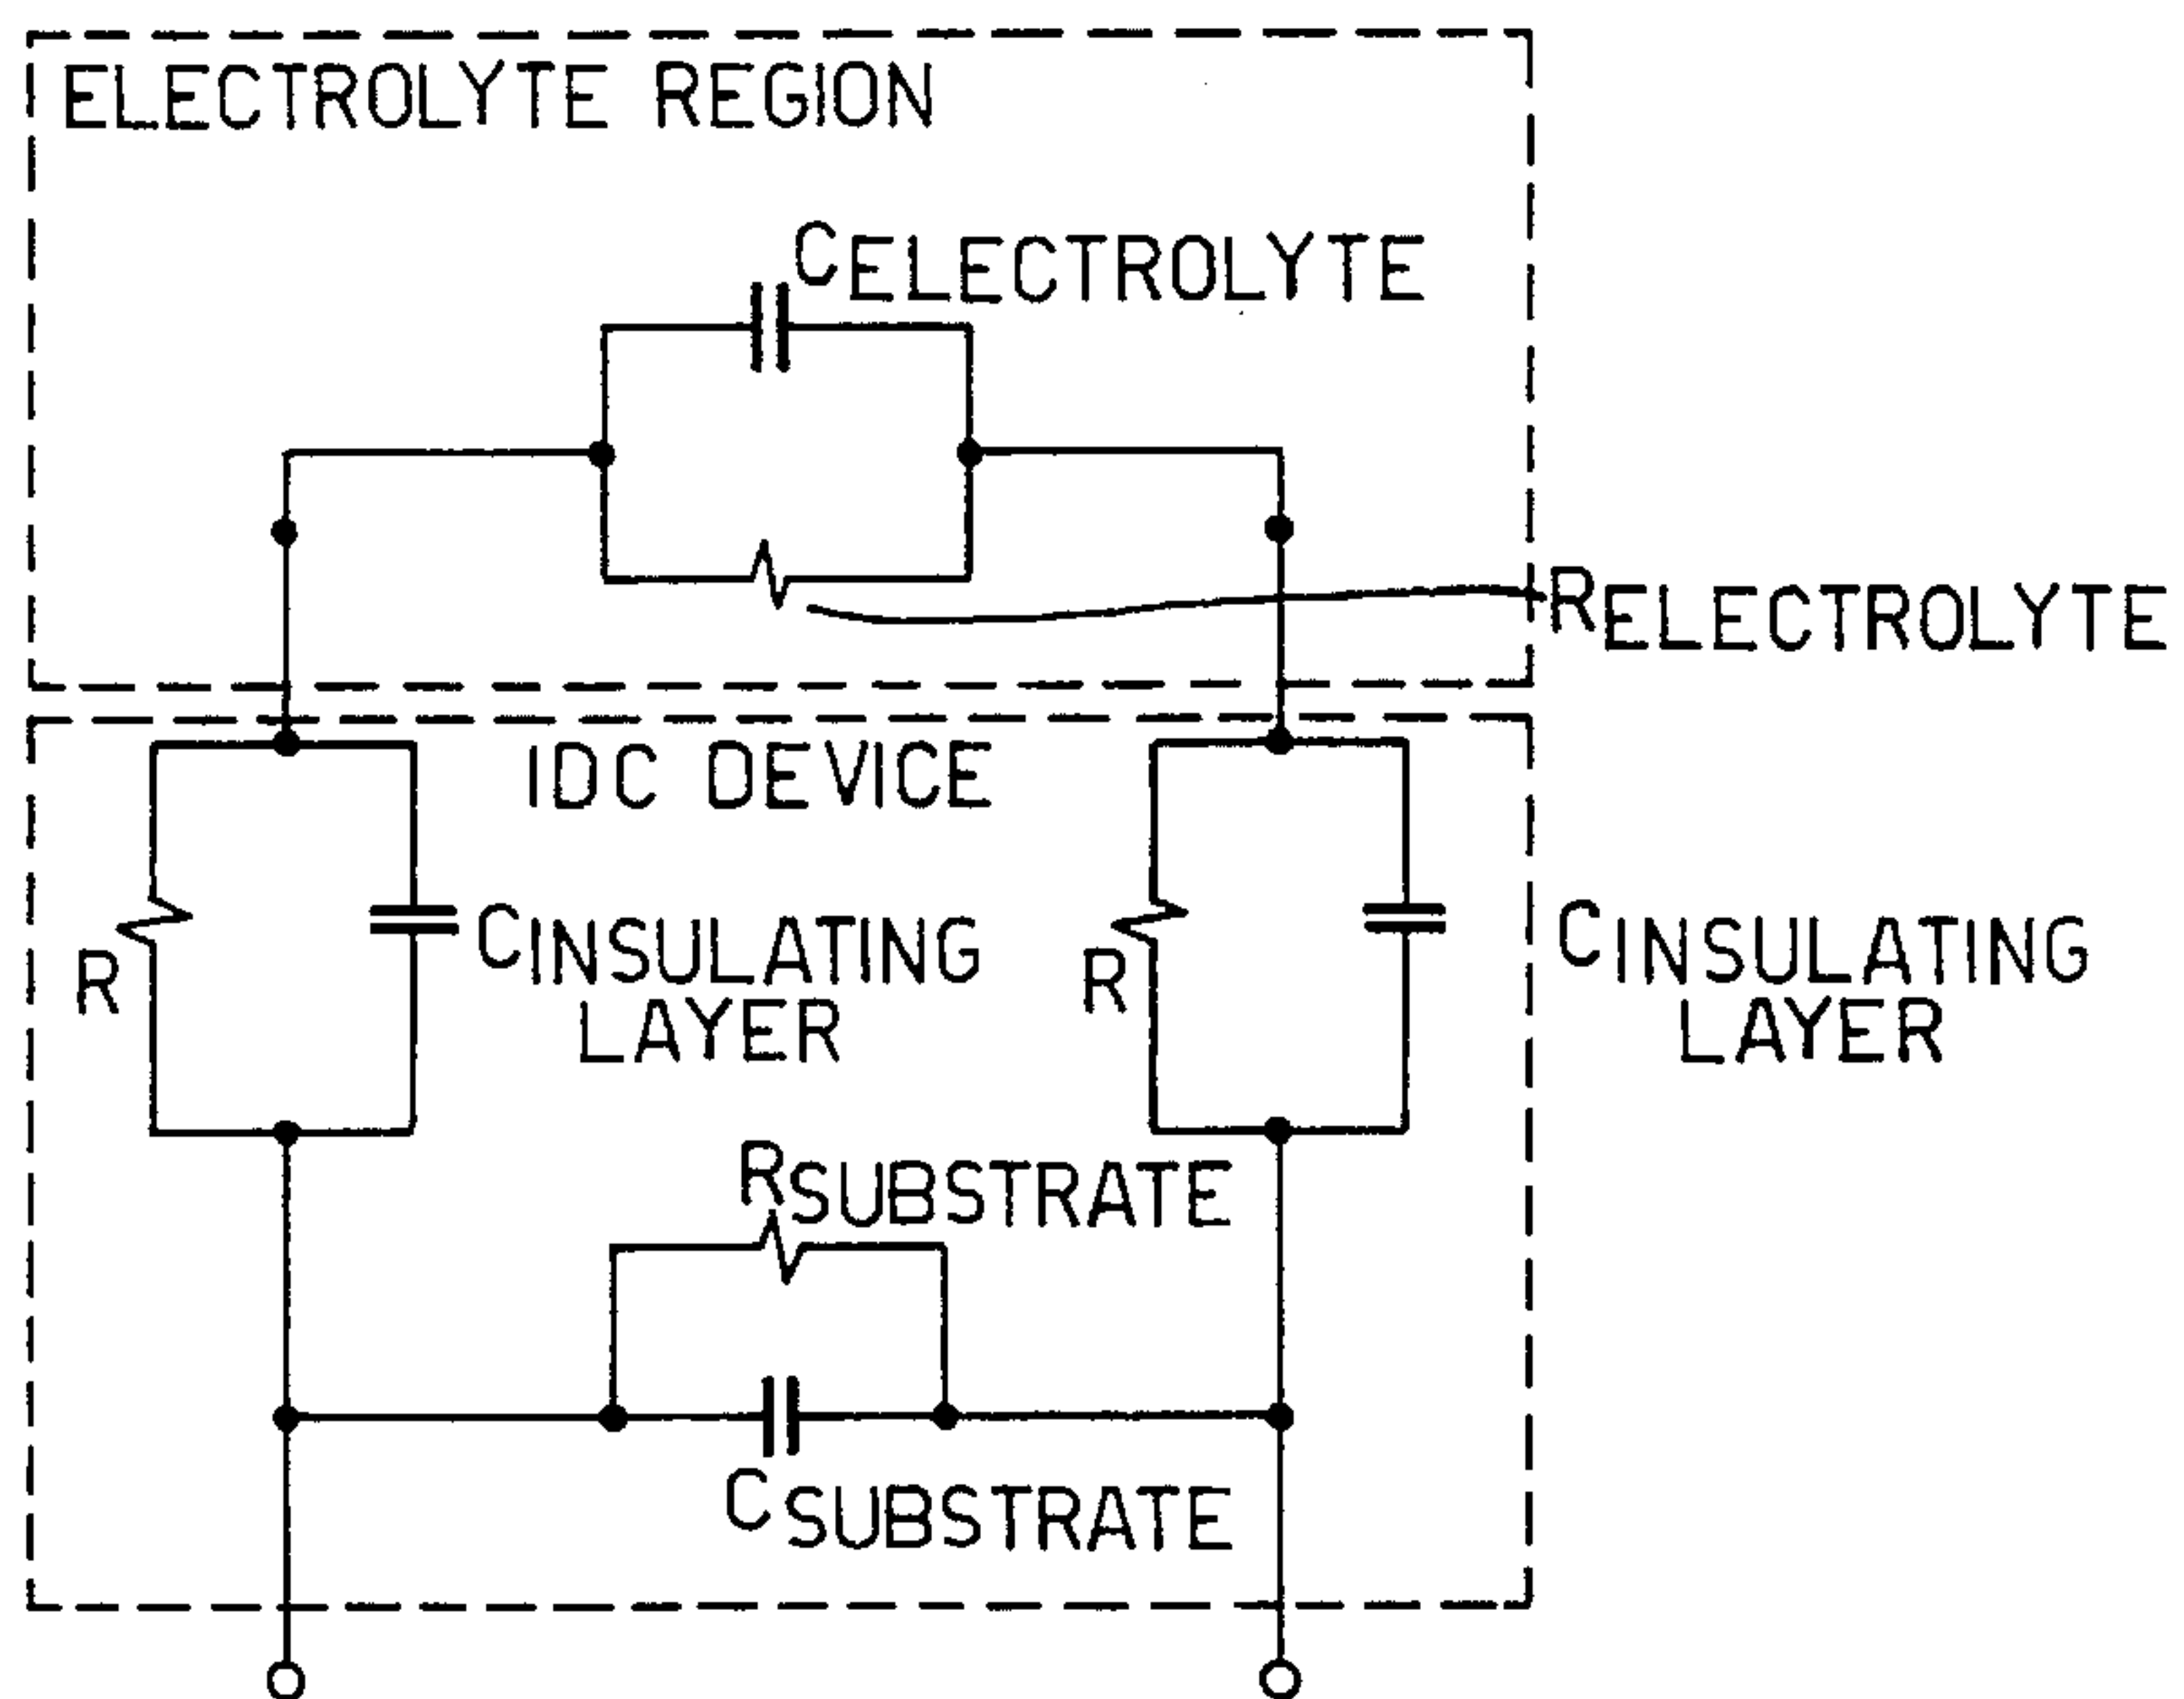 ELECTROLYTE REGION
CELECTROLYTE
RELECTROLYTE
IDC DEVICE
R
CINSULATING
LAYER
R
CINSULATING
LAYER
RSUBSTRATE
CSUBSTRATE